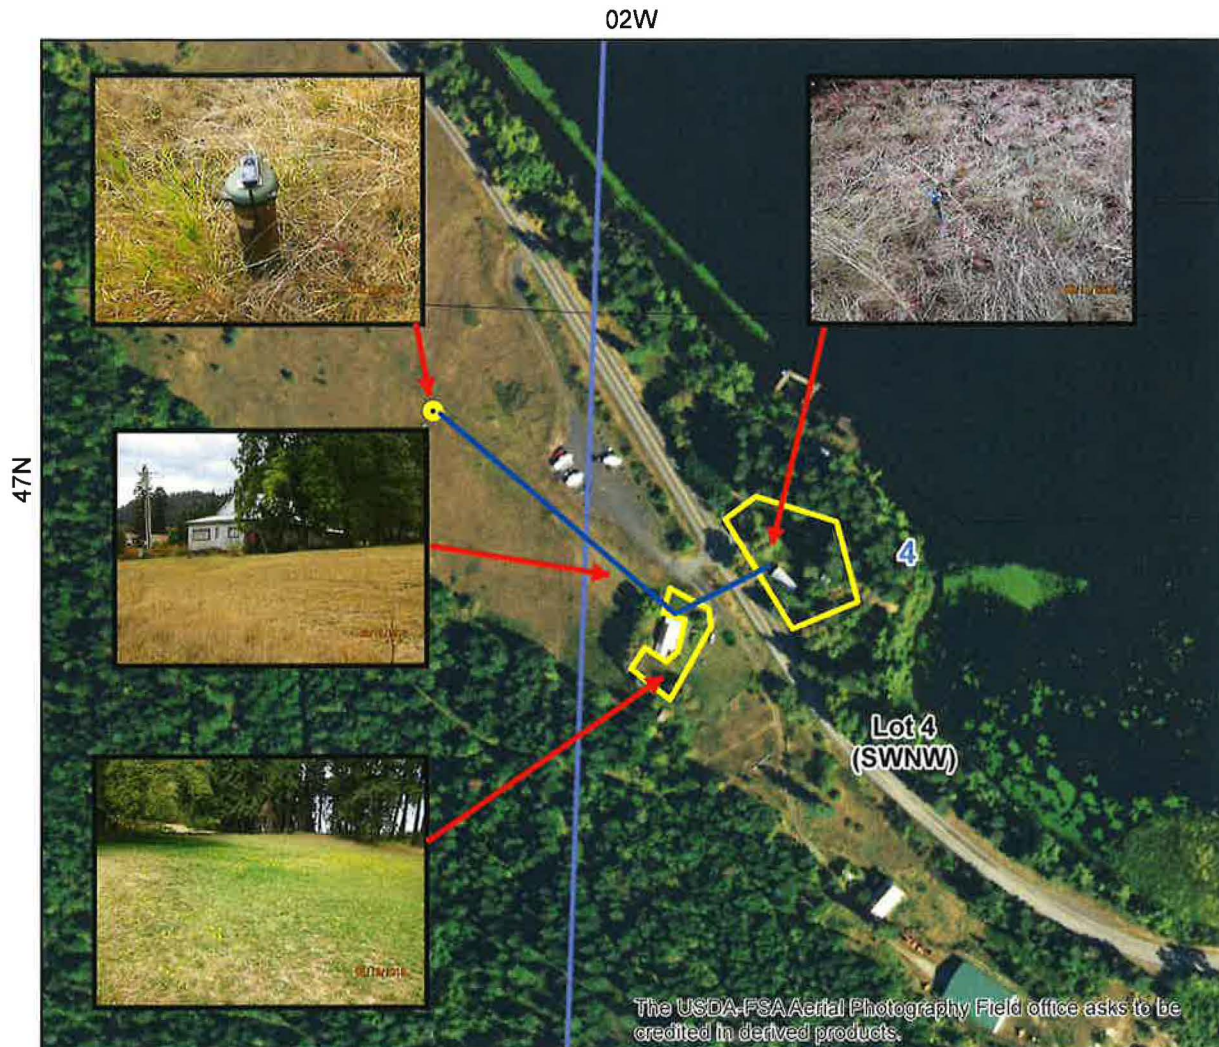 02W
47N
4
Lot 4
(SWNW)
The USDA-FSA Aerial Photography Field office asks to be
credited in derived products.